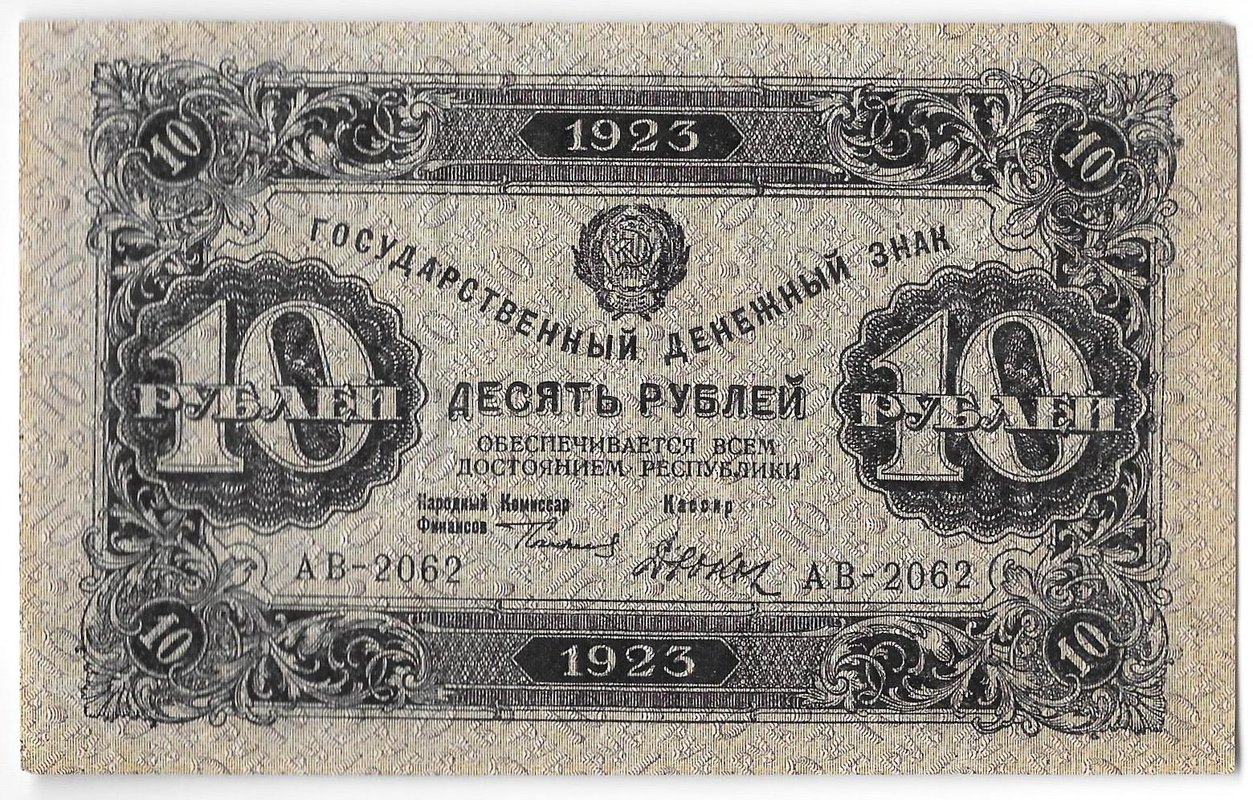 10 1923 10
ГОСУДАРСТВЕННЫЙ ДЕНЕЖНЫЙ ЗНАК
10 РУБЛЕЙ
ДЕСЯТЬ РУБЛЕЙ
10 РУБЛЕЙ
ОБЕСПЕЧИВАЕТСЯ ВСЕМ
ДОСТОЯНИЕМ РЕСПУБЛИКИ
Народный Комиссар
Финансов
Кассир
АВ-2062 АВ-2062
10 1923 10